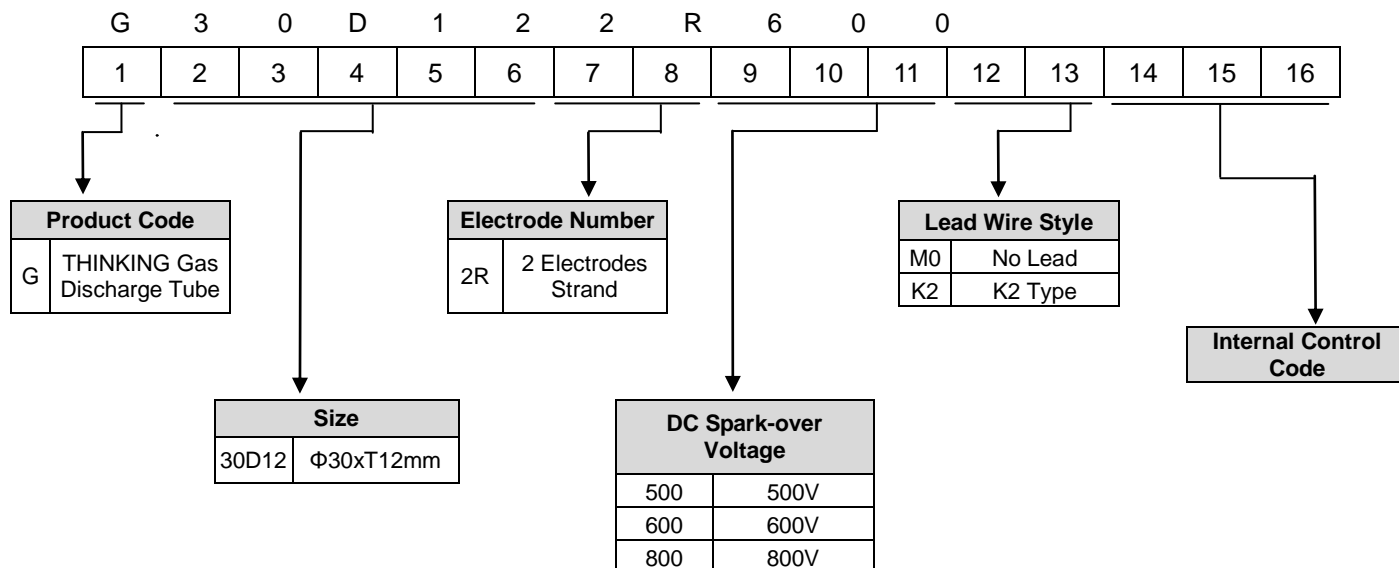 G 3 0 D 1 2 2 R 6 0 0
1 2 3 4 5 6 7 8 9 10 11 12 13 14 15 16
Product Code
G THINKING Gas
Discharge Tube
Electrode Number
2R 2 Electrodes
Strand
Lead Wire Style
M0 No Lead
K2 K2 Type
Internal Control
Code
Size
30D12 Φ30xT12mm
DC Spark-over
Voltage
500 500V
600 600V
800 800V